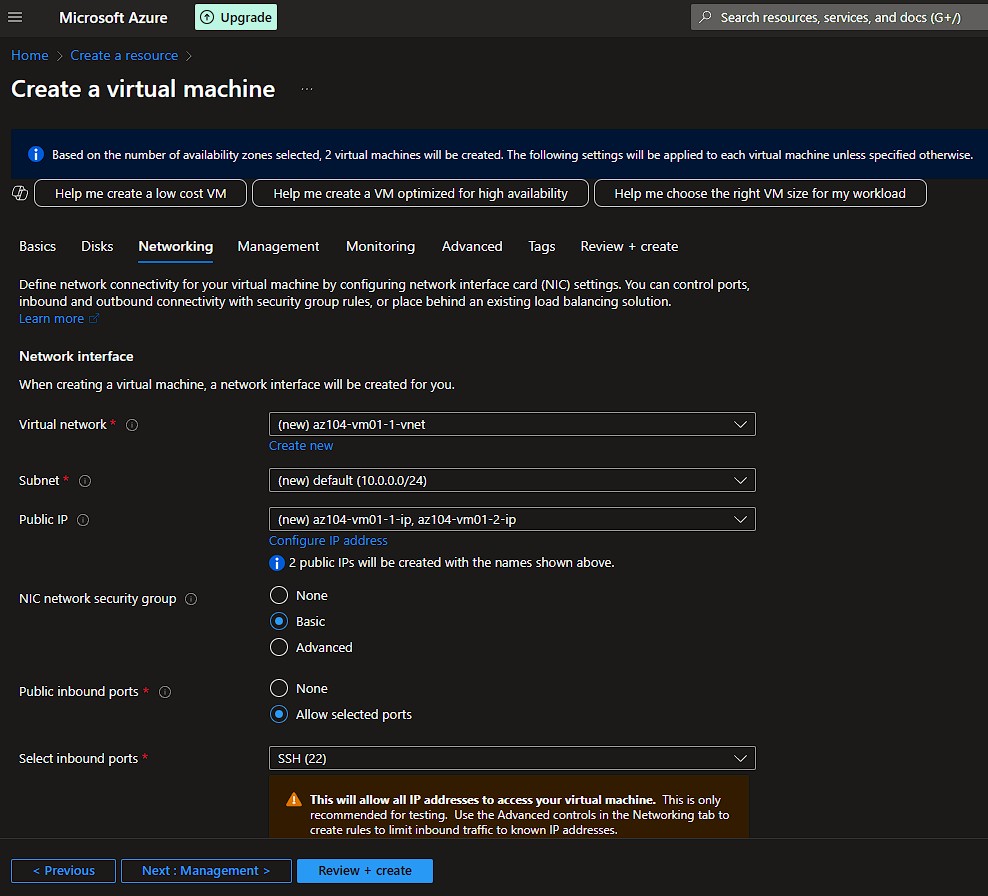 Microsoft Azure
Upgrade
Search resources, services, and docs (G+/)
Home > Create a resource >
Create a virtual machine ...
Based on the number of availability zones selected, 2 virtual machines will be created. The following settings will be applied to each virtual machine unless specified otherwise.
Help me create a low cost VM
Help me create a VM optimized for high availability
Help me choose the right VM size for my workload
Basics Disks Networking Management Monitoring Advanced Tags Review + create
Define network connectivity for your virtual machine by configuring network interface card (NIC) settings. You can control ports,
inbound and outbound connectivity with security group rules, or place behind an existing load balancing solution.
Learn more
Network interface
When creating a virtual machine, a network interface will be created for you.
Virtual network *
(new) az104-vm01-1-vnet
Create new
Subnet *
(new) default (10.0.0.0/24)
Public IP
(new) az104-vm01-1-ip, az104-vm01-2-ip
Configure IP address
2 public IPs will be created with the names shown above.
NIC network security group
None
Basic
Advanced
Public inbound ports *
None
Allow selected ports
Select inbound ports *
SSH (22)
This will allow all IP addresses to access your virtual machine. This is only
recommended for testing. Use the Advanced controls in the Networking tab to
create rules to limit inbound traffic to known IP addresses.
< Previous
Next : Management >
Review + create